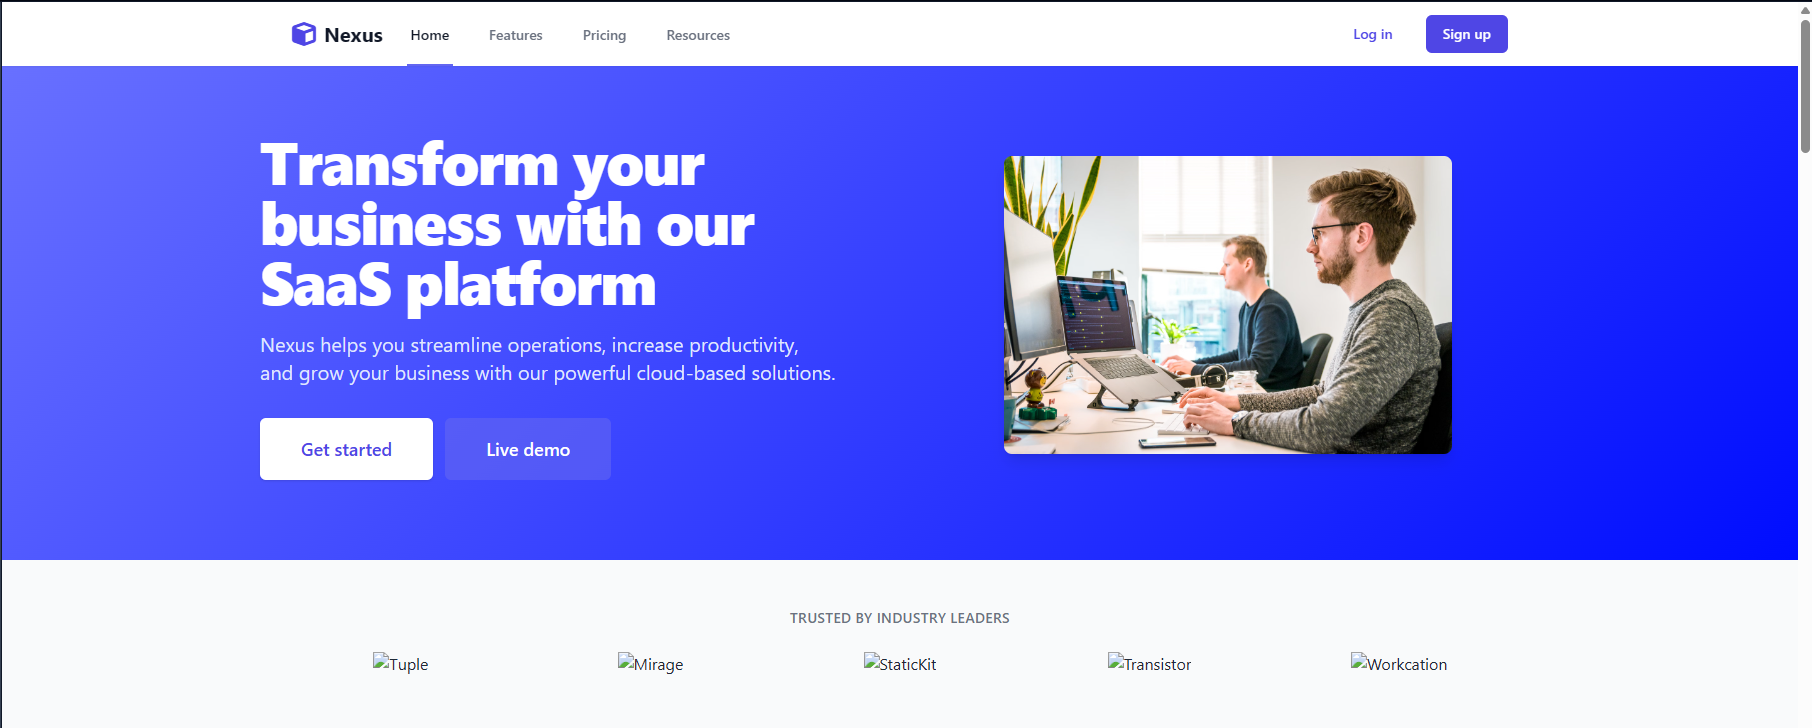 Nexus
Home
Features
Pricing
Resources
Log in
Sign up
Transform your
business with our
SaaS platform
Nexus helps you streamline operations, increase productivity,
and grow your business with our powerful cloud-based solutions.
Get started
Live demo
TRUSTED BY INDUSTRY LEADERS
Tuple
Mirage
StaticKit
Transistor
Workcation